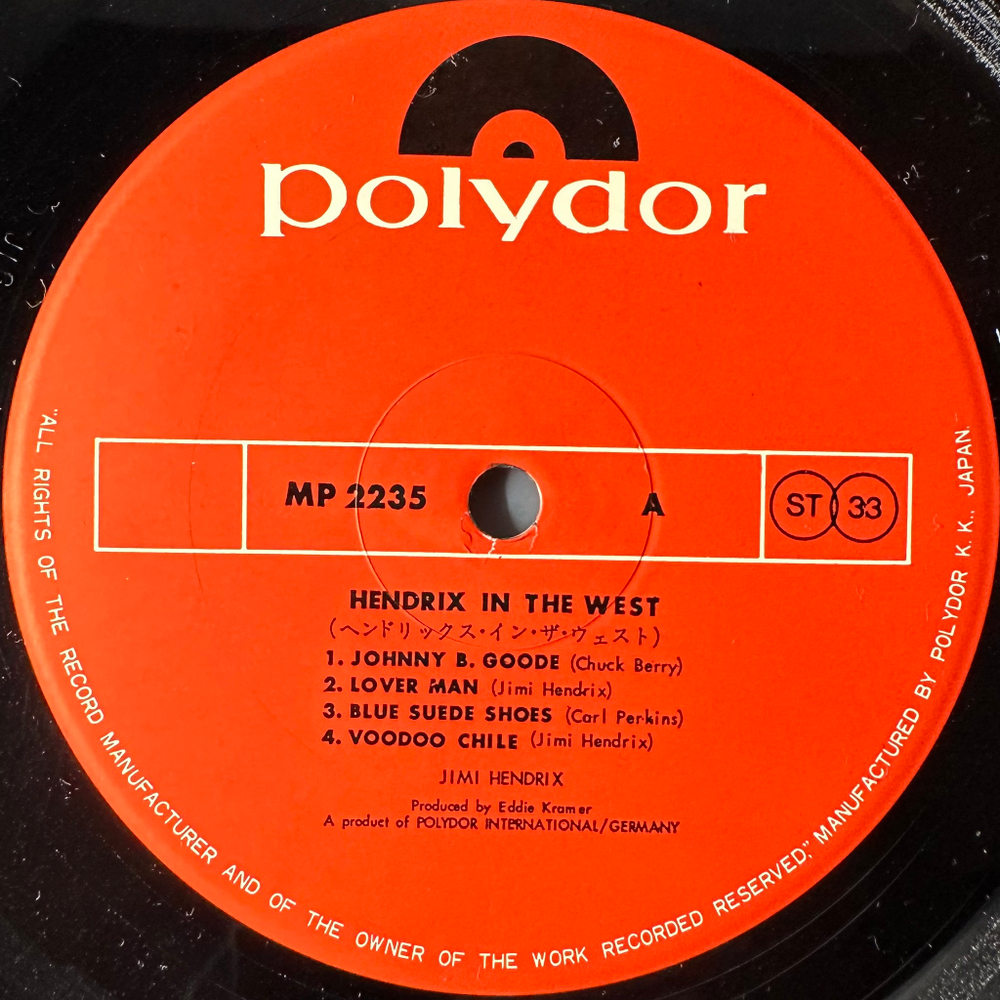 polydor
MP 2235
A
ST 33
HENDRIX IN THE WEST
(ヘンドリックス・イン・ザ・ウェスト)
1. JOHNNY B. GOODE (Chuck Berry)
2. LOVER MAN (Jimi Hendrix)
3. BLUE SUEDE SHOES (Carl Perkins)
4. VOODOO CHILE (Jimi Hendrix)
JIMI HENDRIX
Produced by Eddie Kramer
A product of POLYDOR INTERNATIONAL/GERMANY
"ALL RIGHTS OF THE RECORD MANUFACTURER AND OF THE OWNER OF THE WORK RECORDED RESERVED," MANUFACTURED BY POLYDOR K. K., JAPAN.